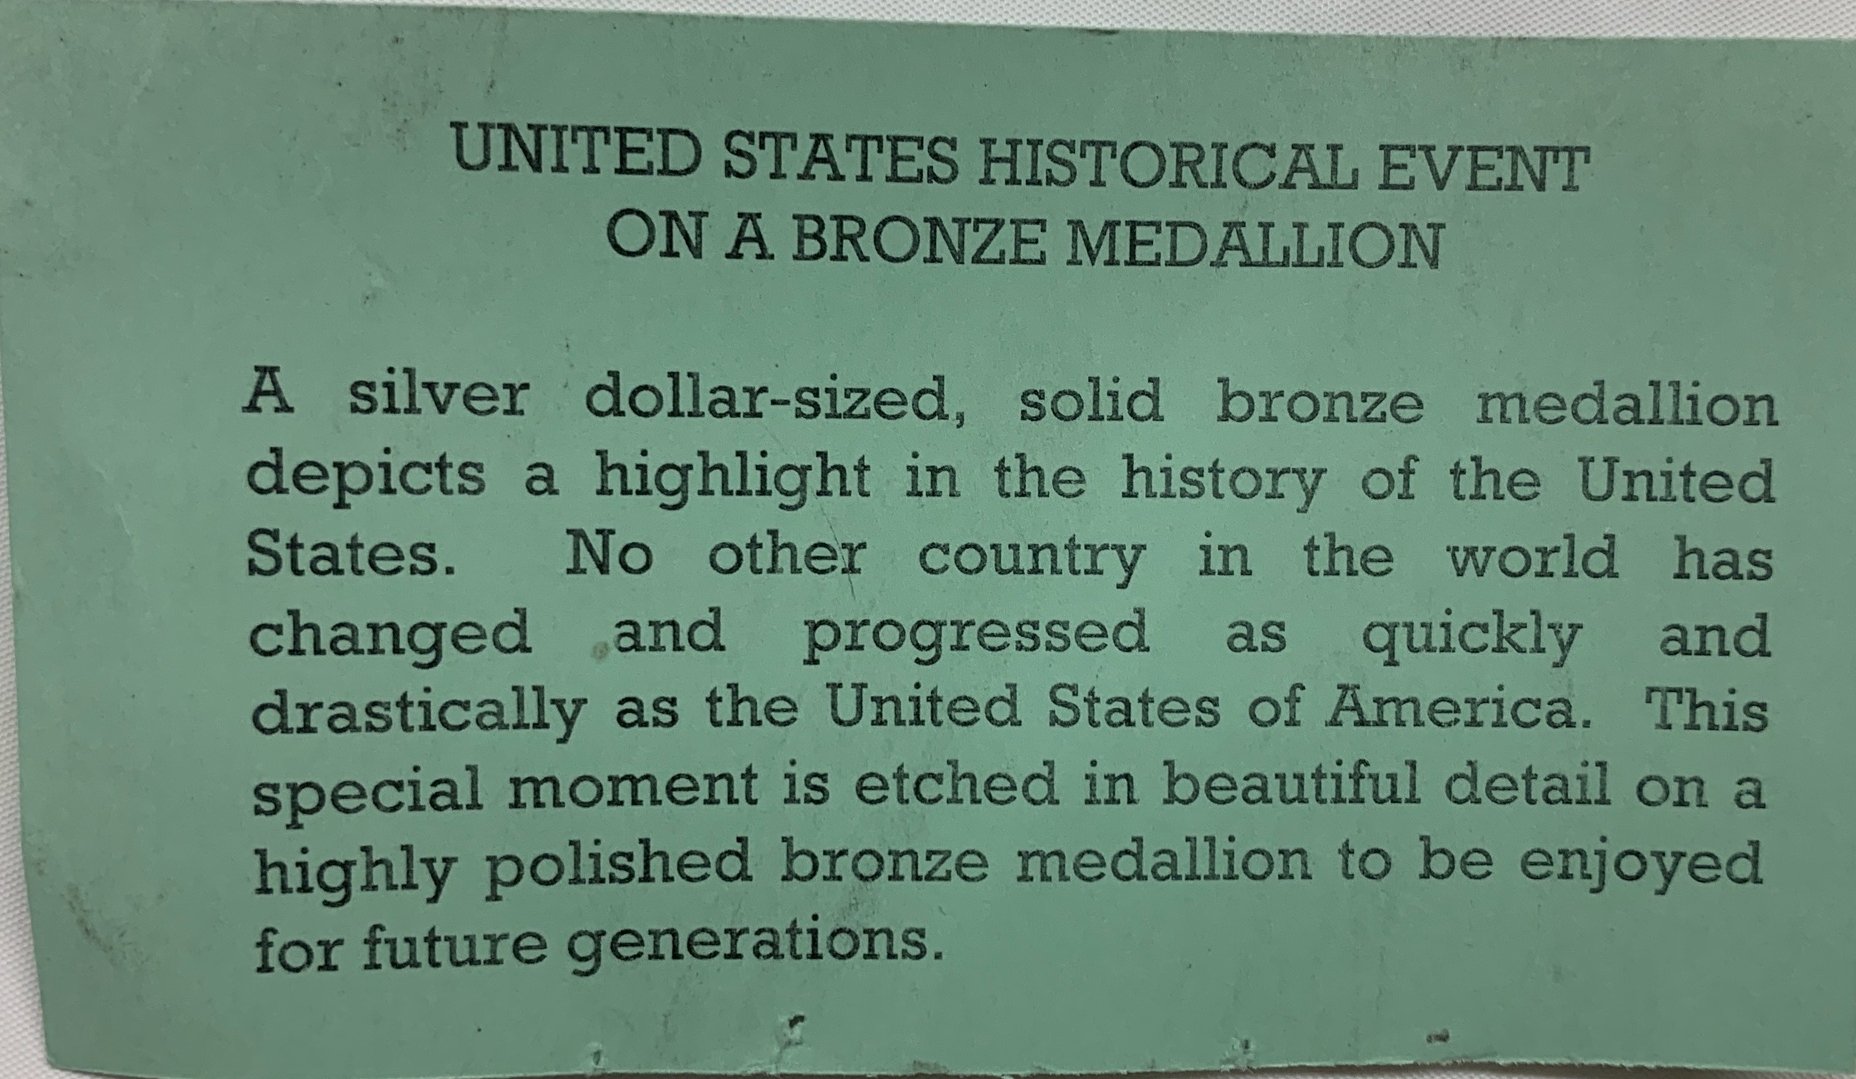 UNITED STATES HISTORICAL EVENT
ON A BRONZE MEDALLION
A silver dollar-sized, solid bronze medallion
depicts a highlight in the history of the United
States. No other country in the world has
changed and progressed as quickly and
drastically as the United States of America. This
special moment is etched in beautiful detail on a
highly polished bronze medallion to be enjoyed
for future generations.